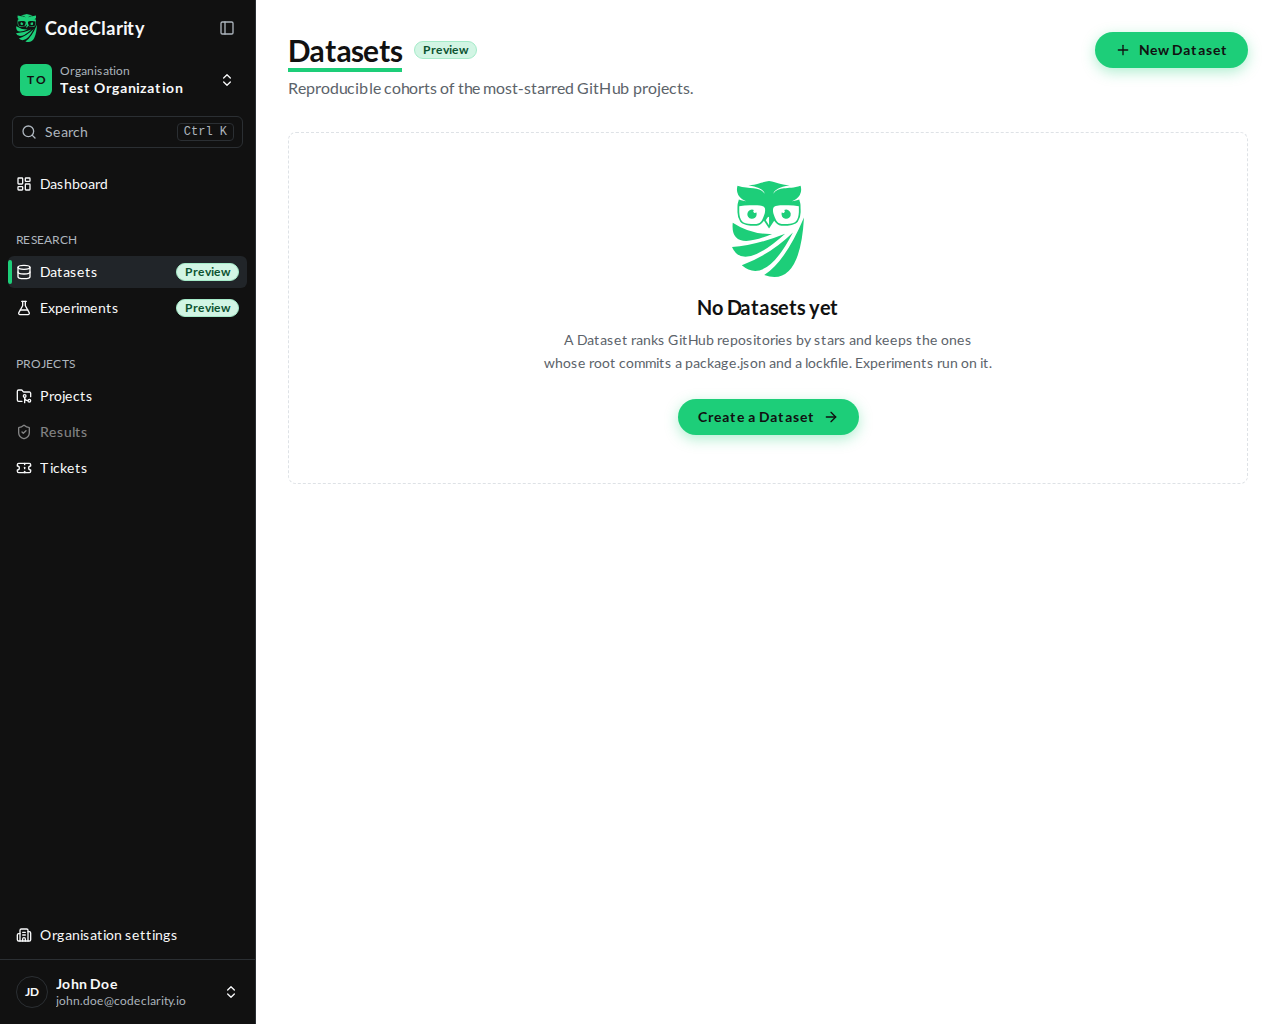 CodeClarity
TO
Organisation
Test Organization
Search
Ctrl K
Dashboard
RESEARCH
Datasets
Preview
Experiments
Preview
PROJECTS
Projects
Results
Tickets
Organisation settings
JD
John Doe
john.doe@codeclarity.io
Datasets
Preview
New Dataset
Reproducible cohorts of the most-starred GitHub projects.
No Datasets yet
A Dataset ranks GitHub repositories by stars and keeps the ones
whose root commits a package.json and a lockfile. Experiments run on it.
Create a Dataset